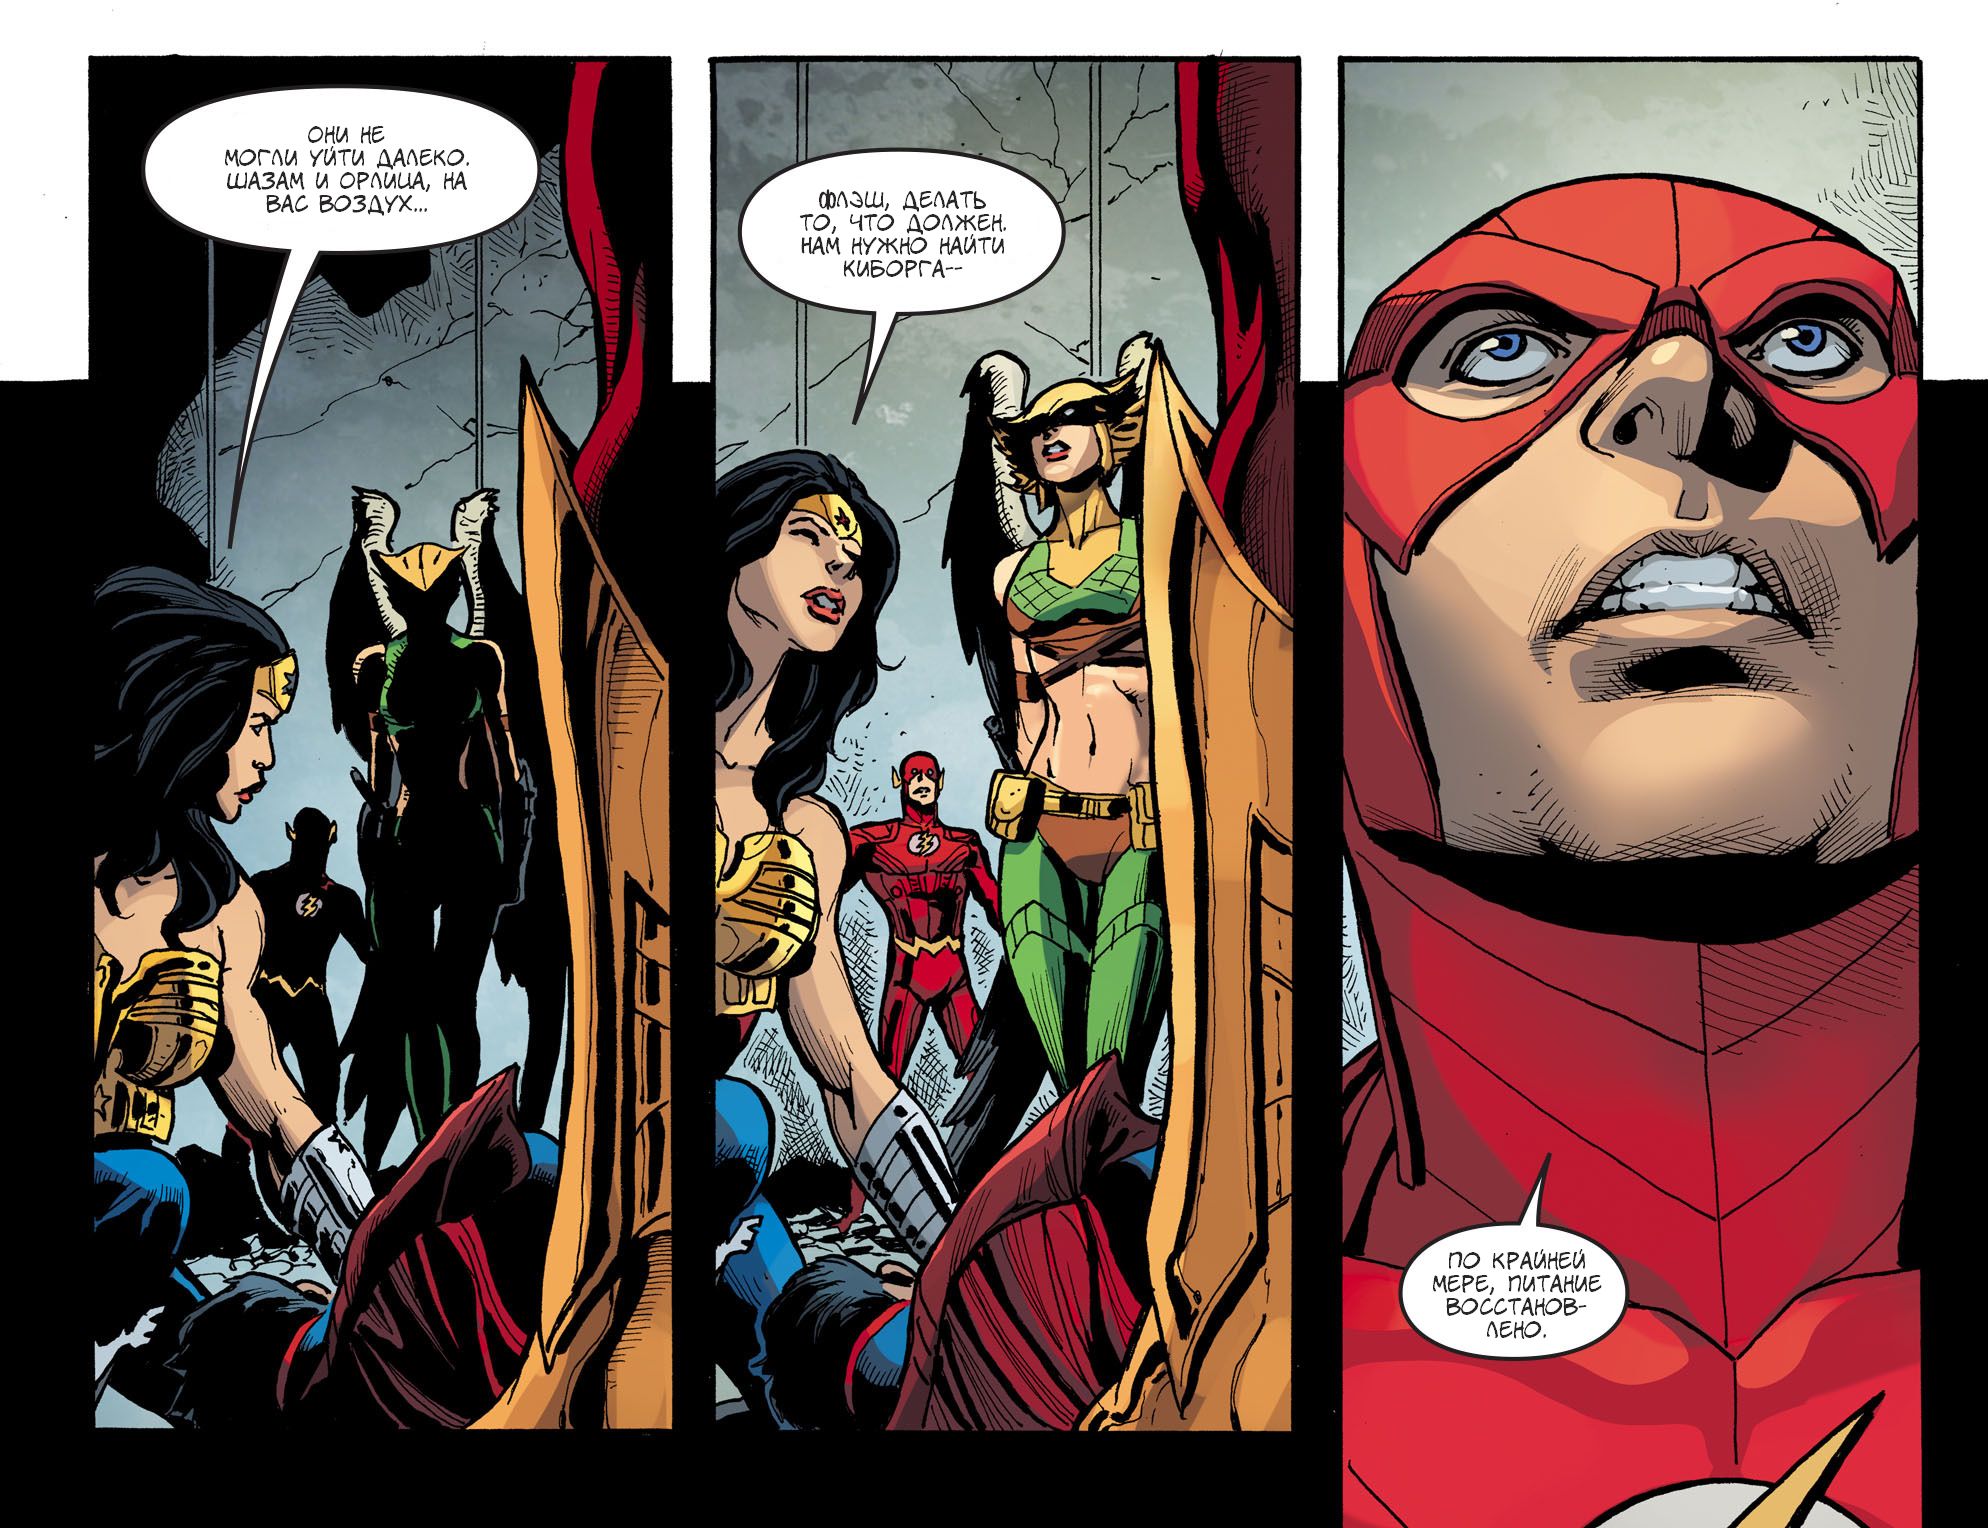 ОНИ НЕ
МОГЛИ УЙТИ ДАЛЕКО.
ШАЗАМ И ОРЛИЦА, НА
ВАС ВОЗДУХ...
ФЛЭШ, ДЕЛАТЬ
ТО, ЧТО ДОЛЖЕН.
НАМ НУЖНО НАЙТИ
КИБОРГА--
ПО КРАЙНЕЙ
МЕРЕ, ПИТАНИЕ
ВОССТАНОВ-
ЛЕНО.